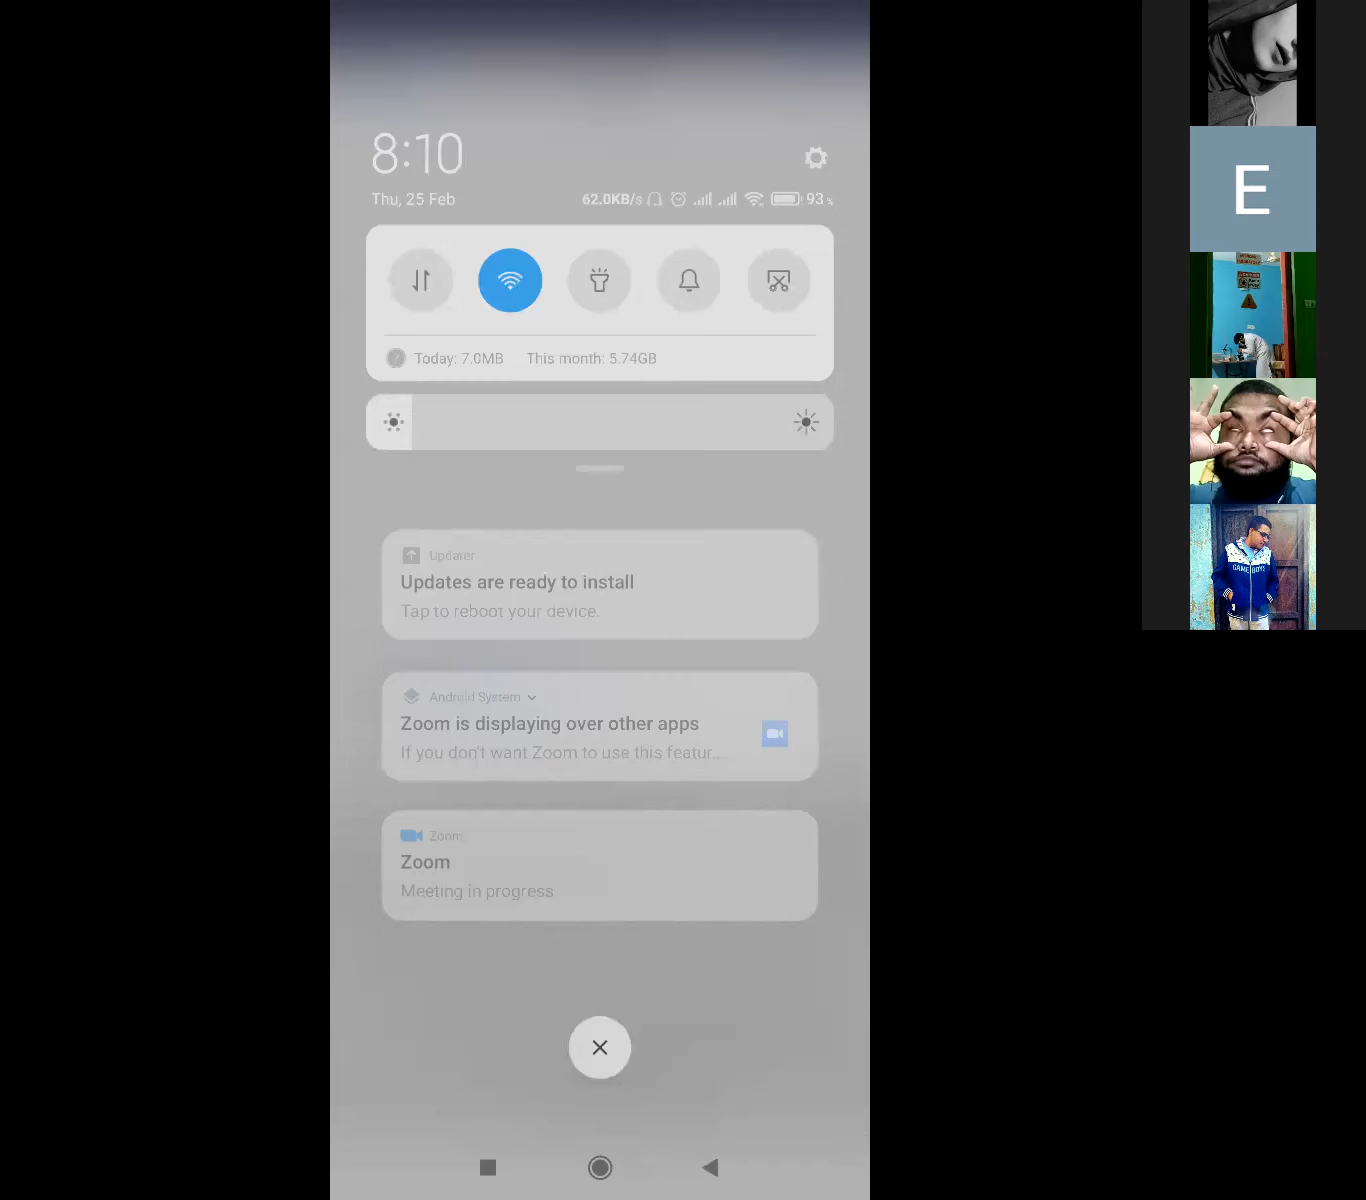 8:10
Thu, 25 Feb
62.0KB/s
93 %
Today: 7.0MB This month: 5.74GB
Updater
Updates are ready to install
Tap to reboot your device.
Android System
Zoom is displaying over other apps
If you don't want Zoom to use this featur...
Zoom
Zoom
Meeting in progress
E
GAME BOYS